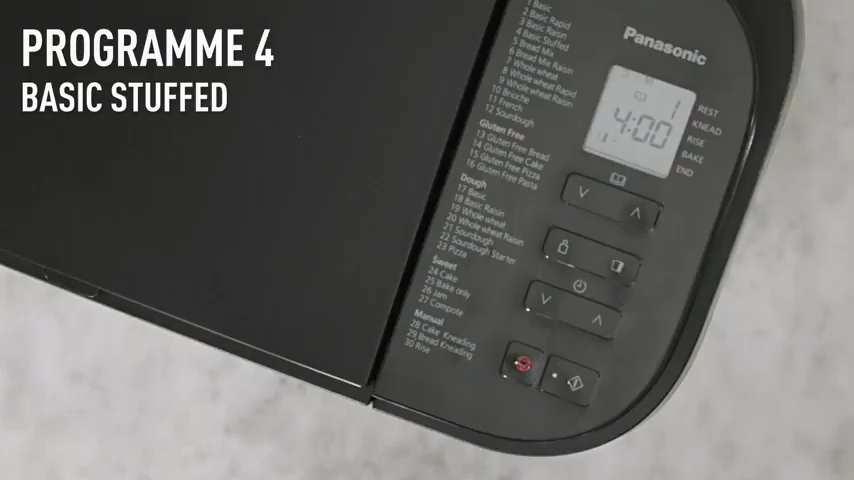 PROGRAMME 4
BASIC STUFFED
1 Basic
2 Basic Rapid
3 Basic Raisin
4 Basic Stuffed
5 Bread Mix
6 Bread Mix Raisin
7 Whole wheat
8 Whole wheat Rapid
9 Whole wheat Raisin
10 Brioche
11 French
12 Sourdough
Gluten Free
13 Gluten Free Bread
14 Gluten Free Cake
15 Gluten Free Pizza
16 Gluten Free Pasta
Dough
17 Basic
18 Basic Raisin
19 Whole wheat
20 Whole wheat Raisin
21 Sourdough
22 Sourdough Starter
23 Pizza
Sweet
24 Cake
25 Bake only
26 Jam
27 Compote
Manual
28 Cake Kneading
29 Bread Kneading
30 Rise
Panasonic
1
4:00
REST
KNEAD
RISE
BAKE
END